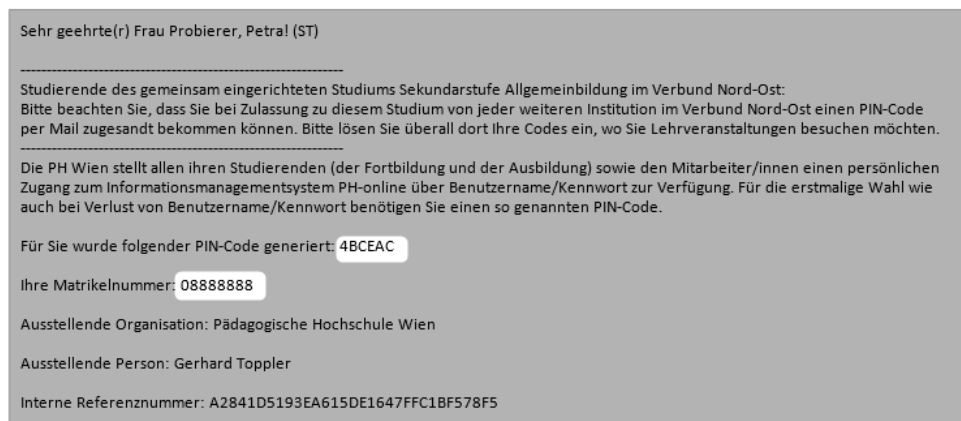 Sehr geehrte(r) Frau Probierer, Petra! (ST)
--------------------------------------------------------------
Studierende des gemeinsam eingerichteten Studiums Sekundarstufe Allgemeinbildung im Verbund Nord-Ost:
Bitte beachten Sie, dass Sie bei Zulassung zu diesem Studium von jeder weiteren Institution im Verbund Nord-Ost einen PIN-Code
per Mail zugesandt bekommen können. Bitte lösen Sie überall dort Ihre Codes ein, wo Sie Lehrveranstaltungen besuchen möchten.
--------------------------------------------------------------
Die PH Wien stellt allen ihren Studierenden (der Fortbildung und der Ausbildung) sowie den Mitarbeiter/innen einen persönlichen
Zugang zum Informationsmanagementsystem PH-online über Benutzername/Kennwort zur Verfügung. Für die erstmalige Wahl wie
auch bei Verlust von Benutzername/Kennwort benötigen Sie einen so genannten PIN-Code.
Für Sie wurde folgender PIN-Code generiert: 4BCEAC
Ihre Matrikelnummer: 08888888
Ausstellende Organisation: Pädagogische Hochschule Wien
Ausstellende Person: Gerhard Toppler
Interne Referenznummer: A2841D5193EA615DE1647FFC1BF578F5